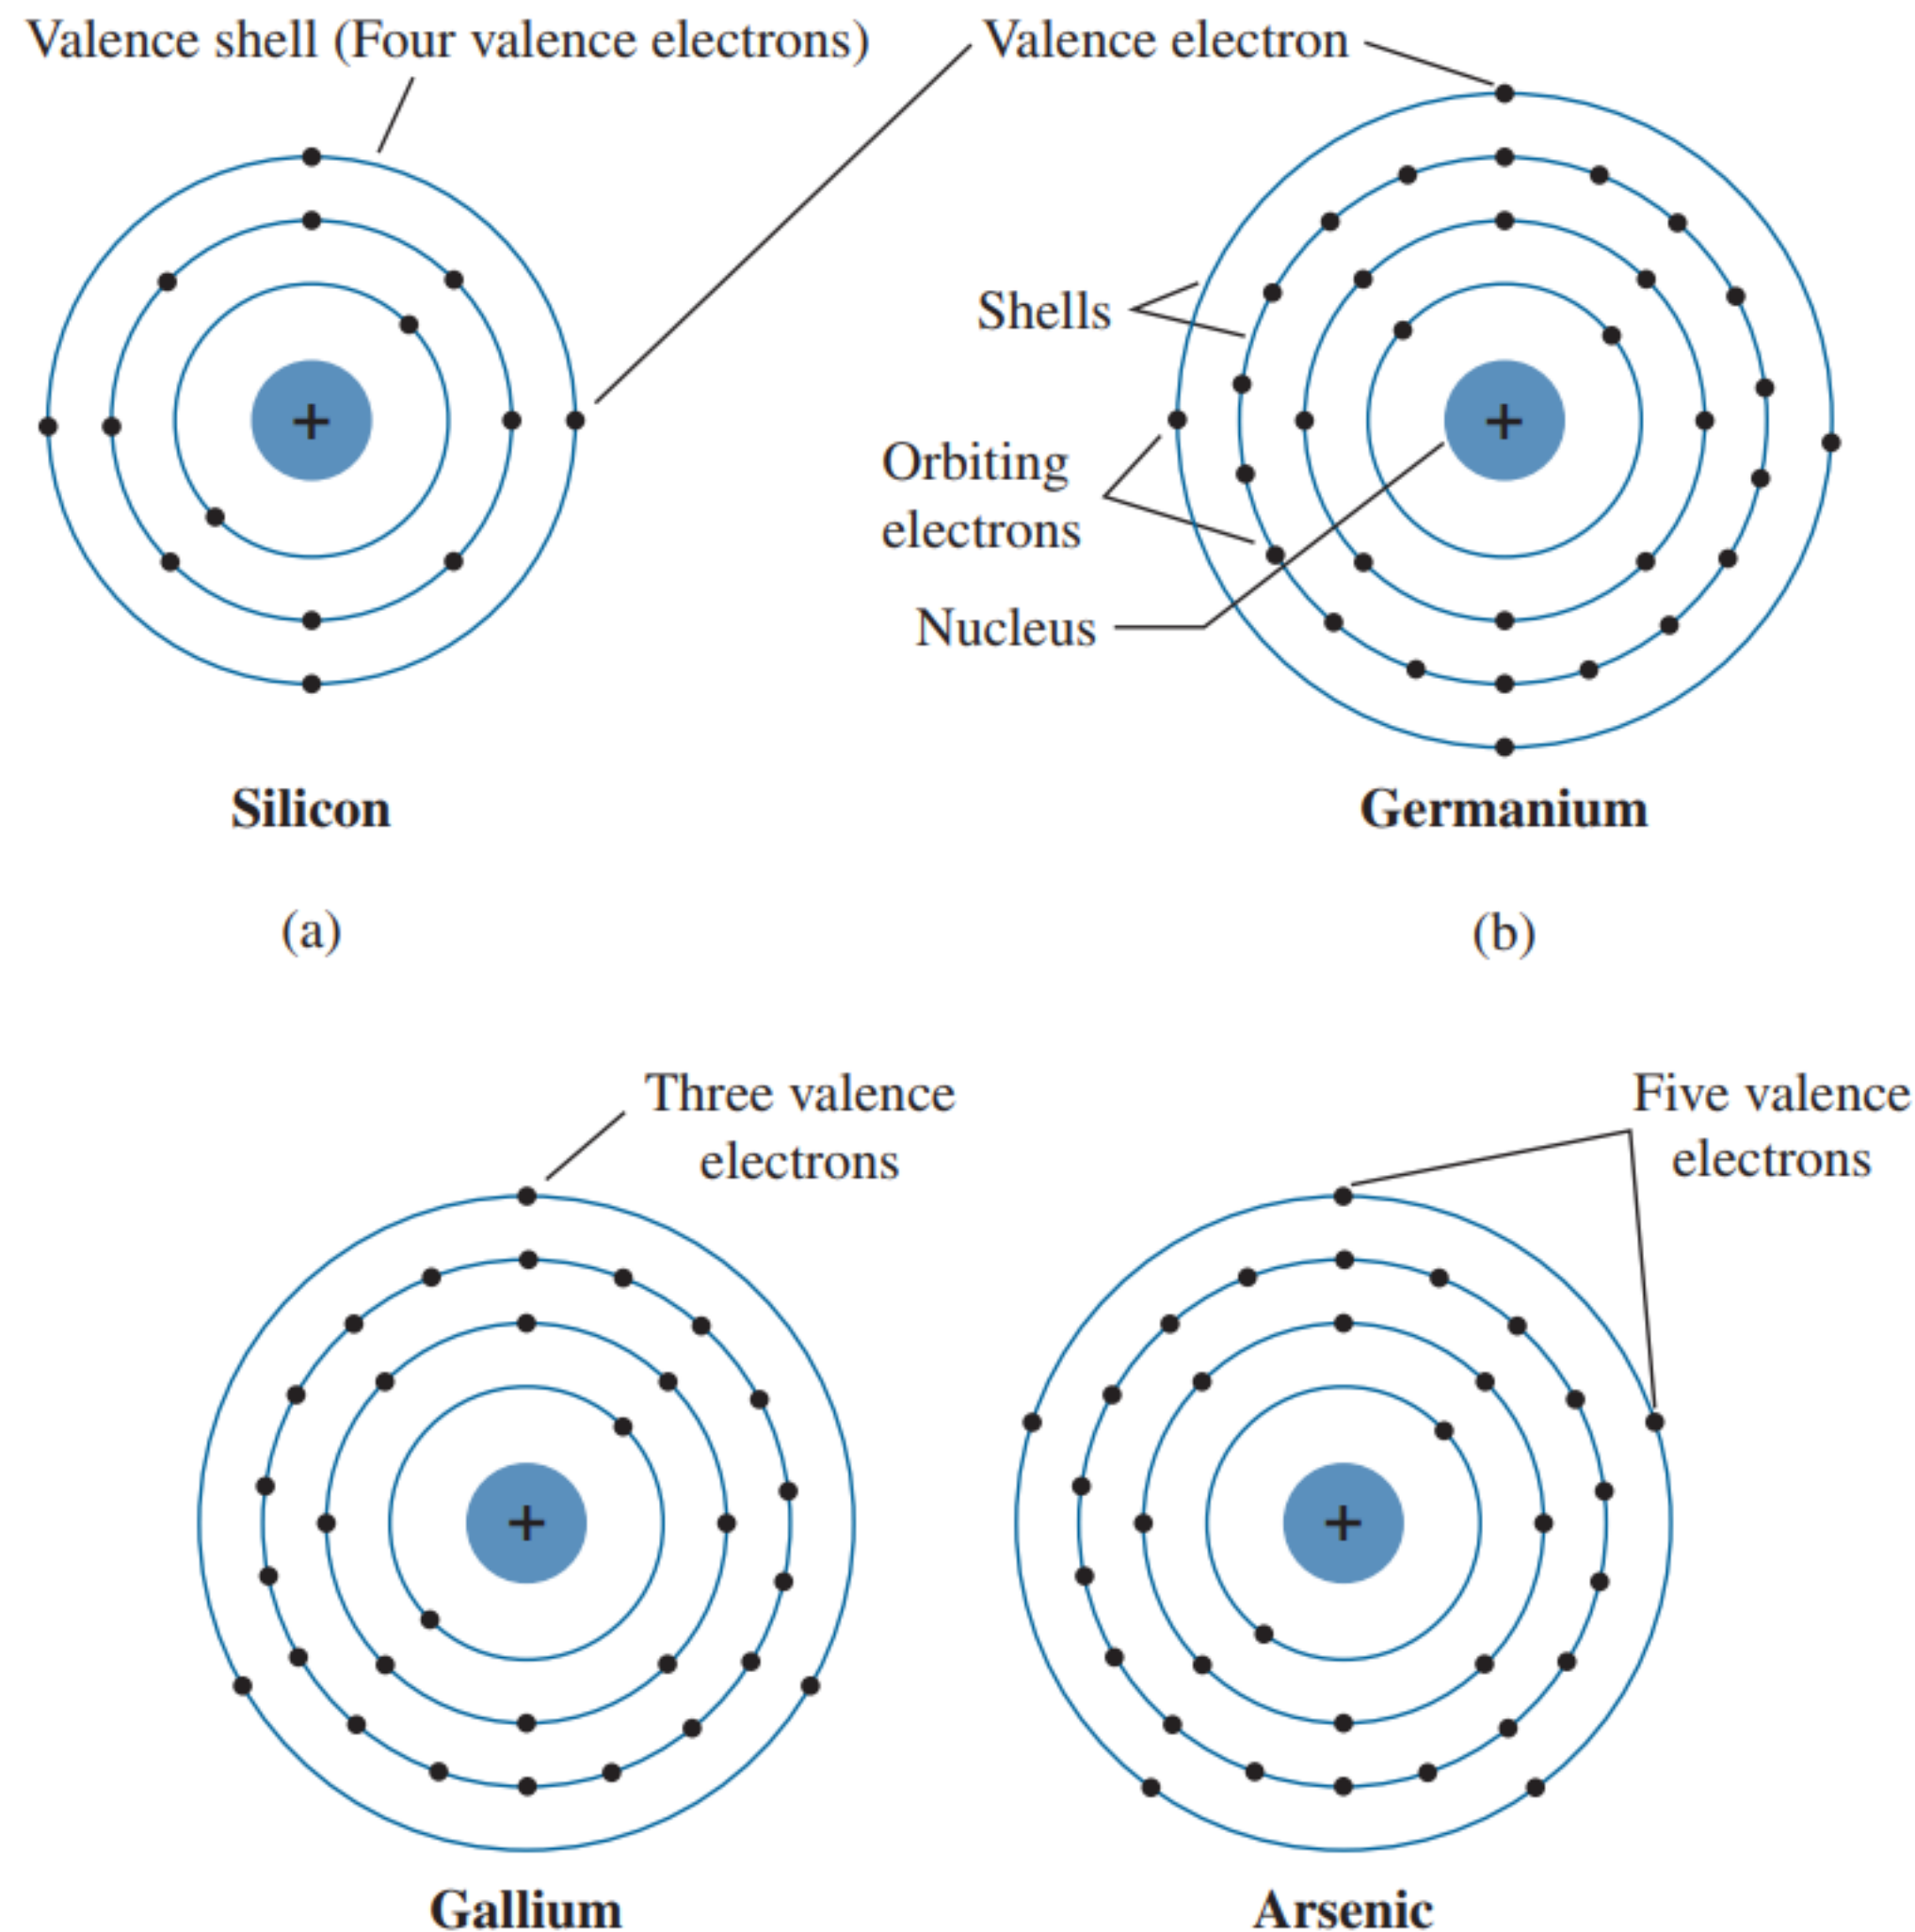 Valence shell (Four valence electrons)
Valence electron
Shells
Orbiting
electrons
Nucleus
+
+
Silicon
Germanium
(a)
(b)
Three valence
electrons
Five valence
electrons
+
+
Gallium
Arsenic